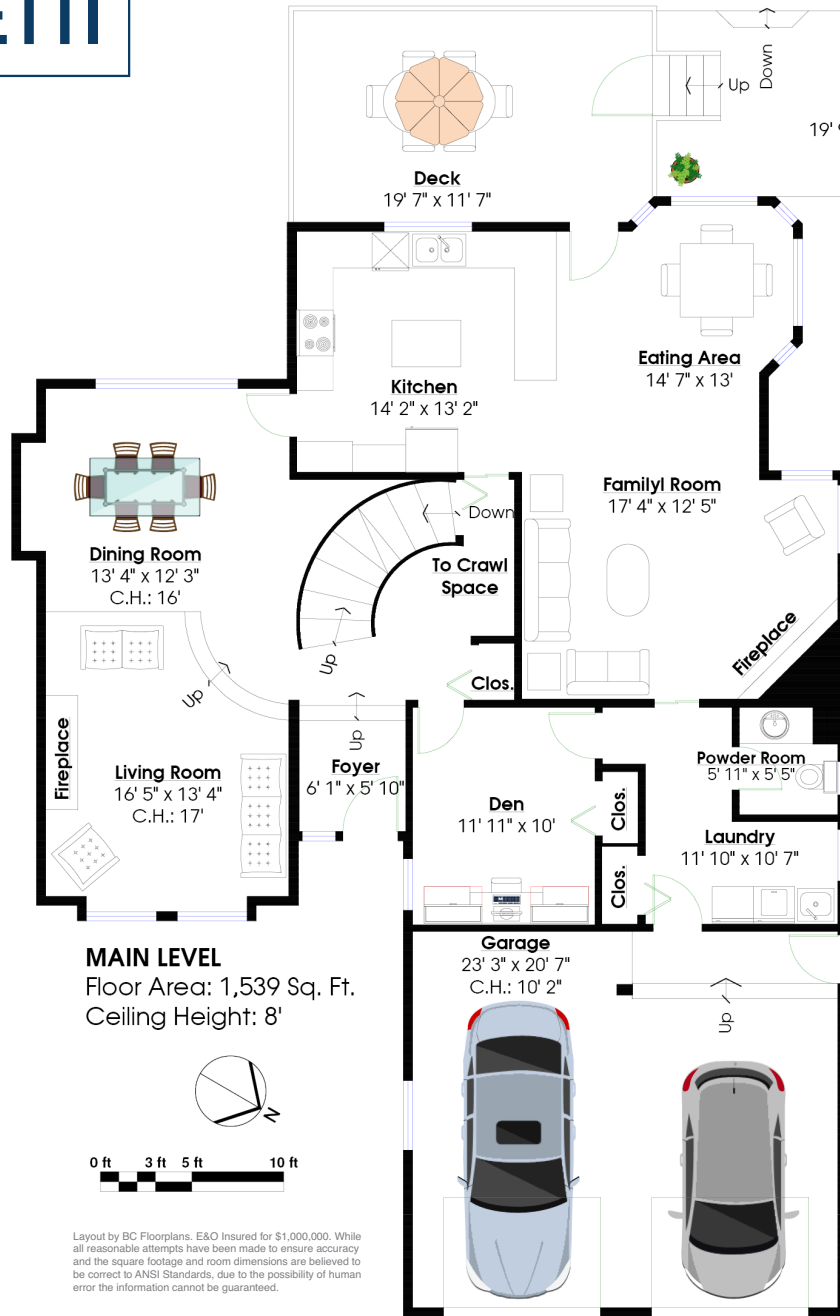 Down
Up
19'
Deck
19' 7" x 11' 7"
Eating Area
14' 7" x 13'
Kitchen
14' 2" x 13' 2"
Familyl Room
17' 4" x 12' 5"
Down
Dining Room
13' 4" x 12' 3"
C.H.: 16'
To Crawl
Space
Up
Up
Clos.
Fireplace
Fireplace
Living Room
16' 5" x 13' 4"
C.H.: 17'
Up
Foyer
6' 1" x 5' 10"
Den
11' 11" x 10'
Clos.
Clos.
Powder Room
5' 11" x 5' 5"
Laundry
11' 10" x 10' 7"
Garage
23' 3" x 20' 7"
C.H.: 10' 2"
Up
MAIN LEVEL
Floor Area: 1,539 Sq. Ft.
Ceiling Height: 8'
N
0 ft 3 ft 5 ft 10 ft
Layout by BC Floorplans. E&O Insured for $1,000,000. While
all reasonable attempts have been made to ensure accuracy
and the square footage and room dimensions are believed to
be correct to ANSI Standards, due to the possibility of human
error the information cannot be guaranteed.